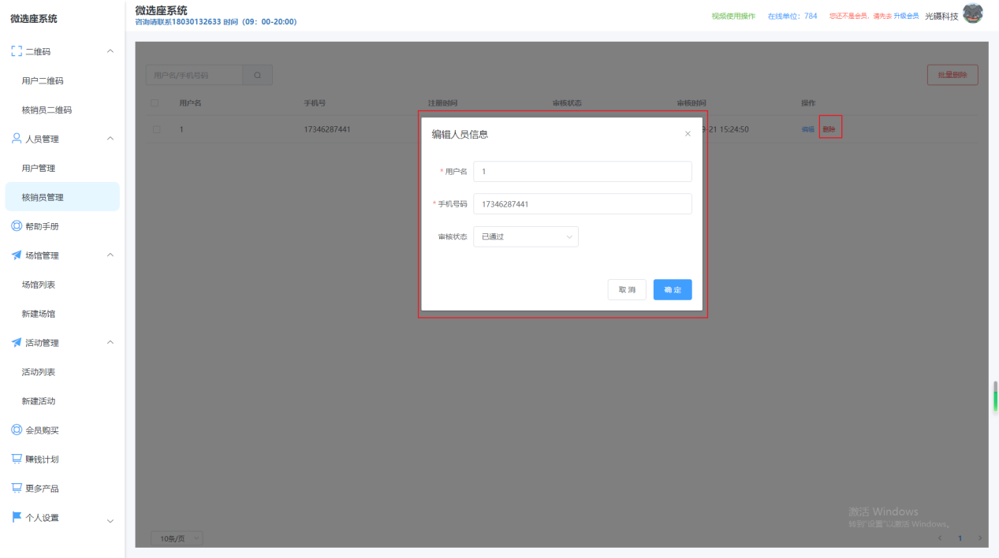 微选座系统
微选座系统
咨询请联系18030132633 时间（09：00-20:00）
视频使用操作
在线单位：784
您还不是会员，请先去 升级会员
光镊科技
二维码
用户二维码
核销员二维码
人员管理
用户管理
核销员管理
帮助手册
场馆管理
场馆列表
新建场馆
活动管理
活动列表
新建活动
会员购买
赚钱计划
更多产品
个人设置
用户名/手机号码
批量删除
用户名 手机号 注册时间 审核状态 审核时间 操作
1 17346287441 9-21 15:24:50 编辑 删除
编辑人员信息
* 用户名 1
* 手机号码 17346287441
审核状态 已通过
取 消 确 定
激活 Windows
转到"设置"以激活 Windows。
10条/页
1